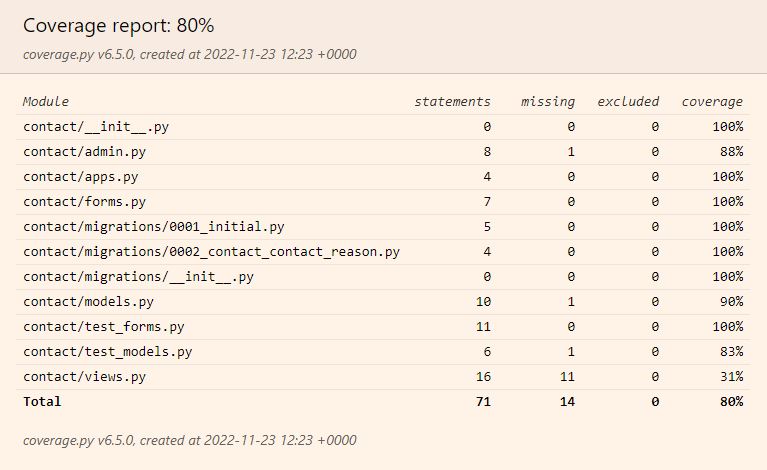 Coverage report: 80%
coverage.py v6.5.0, created at 2022-11-23 12:23 +0000
Module statements missing excluded coverage
contact/__init__.py 0 0 0 100%
contact/admin.py 8 1 0 88%
contact/apps.py 4 0 0 100%
contact/forms.py 7 0 0 100%
contact/migrations/0001_initial.py 5 0 0 100%
contact/migrations/0002_contact_contact_reason.py 4 0 0 100%
contact/migrations/__init__.py 0 0 0 100%
contact/models.py 10 1 0 90%
contact/test_forms.py 11 0 0 100%
contact/test_models.py 6 1 0 83%
contact/views.py 16 11 0 31%
Total 71 14 0 80%
coverage.py v6.5.0, created at 2022-11-23 12:23 +0000